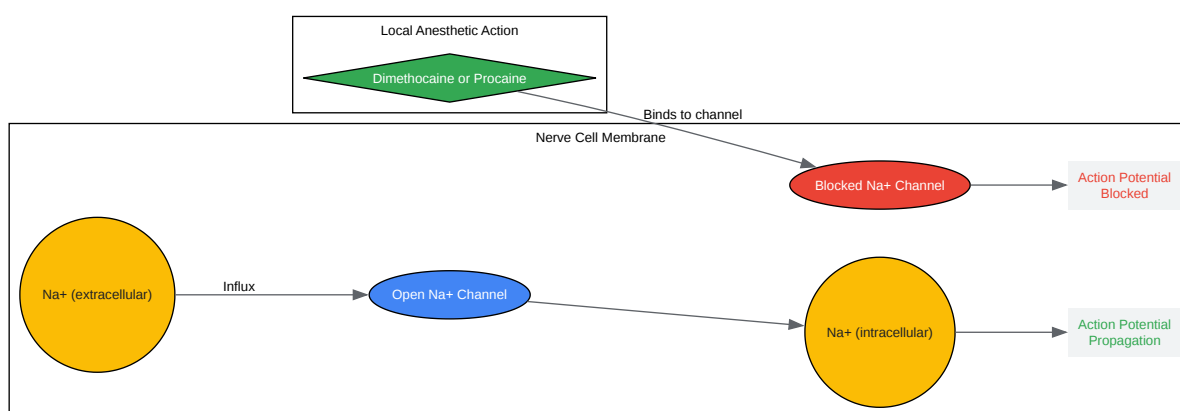 Local Anesthetic Action
Dimethocaine or Procaine
Binds to channel
Nerve Cell Membrane
Blocked Na+ Channel
Action Potential
Blocked
Na+ (extracellular)
Influx
Open Na+ Channel
Na+ (intracellular)
Action Potential
Propagation